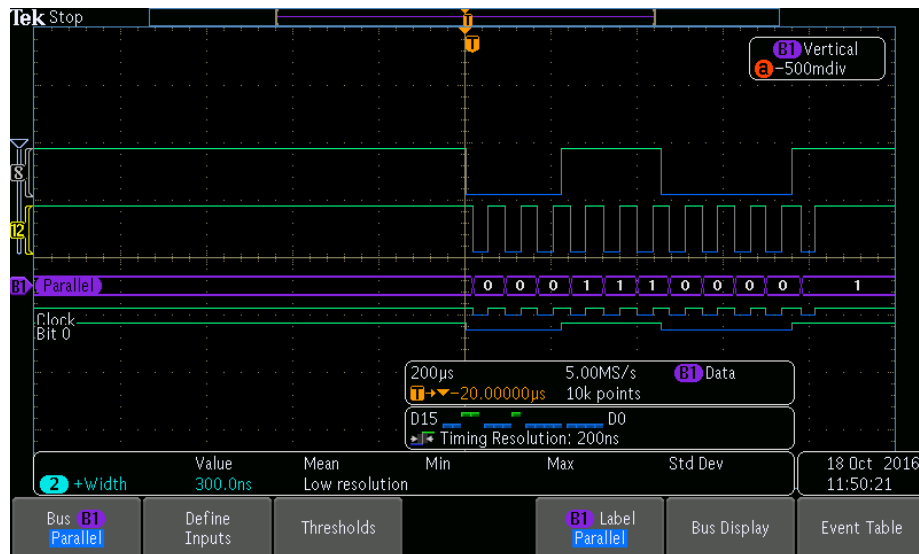 Tek Stop
T
T
B1 Vertical
a -500mdiv
8
12
B1 Parallel 0 0 0 1 1 1 0 0 0 0 1
Clock
Bit 0
200µs 5.00MS/s B1 Data
T→▼-20.00000µs 10k points
D15 D0
Timing Resolution: 200ns
Value Mean Min Max Std Dev
2 +Width 300.0ns Low resolution
18 Oct 2016
11:50:21
Bus B1 Parallel
Define Inputs
Thresholds
B1 Label Parallel
Bus Display
Event Table